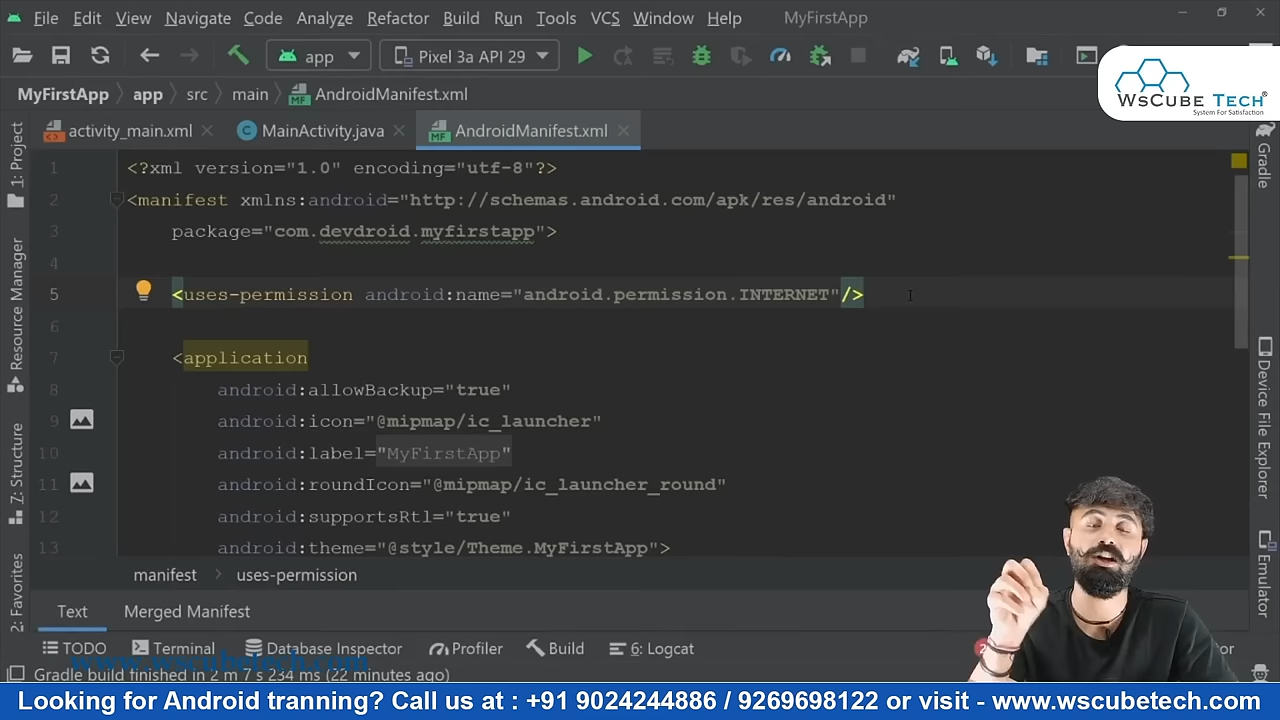 File Edit View Navigate Code Analyze Refactor Build Run Tools VCS Window Help MyFirstApp
app Pixel 3a API 29
WsCube Tech®
System For Satisfaction
MyFirstApp app src main AndroidManifest.xml
activity_main.xml MainActivity.java AndroidManifest.xml
1 <?xml version="1.0" encoding="utf-8"?>
2 <manifest xmlns:android="http://schemas.android.com/apk/res/android"
3 package="com.devdroid.myfirstapp">
4
5 <uses-permission android:name="android.permission.INTERNET"/>
6
7 <application
8 android:allowBackup="true"
9 android:icon="@mipmap/ic_launcher"
10 android:label="MyFirstApp"
11 android:roundIcon="@mipmap/ic_launcher_round"
12 android:supportsRtl="true"
13 android:theme="@style/Theme.MyFirstApp">
1: Project
Resource Manager
7: Structure
2: Favorites
Gradle
Device File Explorer
Emulator
manifest uses-permission
Text Merged Manifest
TODO Terminal Database Inspector Profiler Build 6: Logcat
www.wscubetech.com
Gradle build finished in 2 m 7 s 234 ms (22 minutes ago)
Looking for Android tranning? Call us at : +91 9024244886 / 9269698122 or visit - www.wscubetech.com